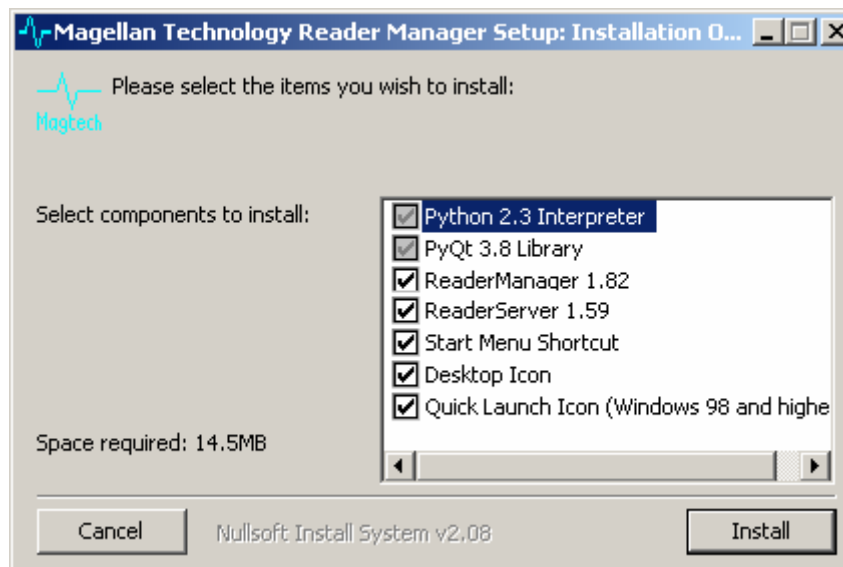 Magellan Technology Reader Manager Setup: Installation O...
Please select the items you wish to install:
Magtech
Select components to install:
Python 2.3 Interpreter
PyQt 3.8 Library
ReaderManager 1.82
ReaderServer 1.59
Start Menu Shortcut
Desktop Icon
Quick Launch Icon (Windows 98 and highe
Space required: 14.5MB
Cancel
Nullsoft Install System v2.08
Install